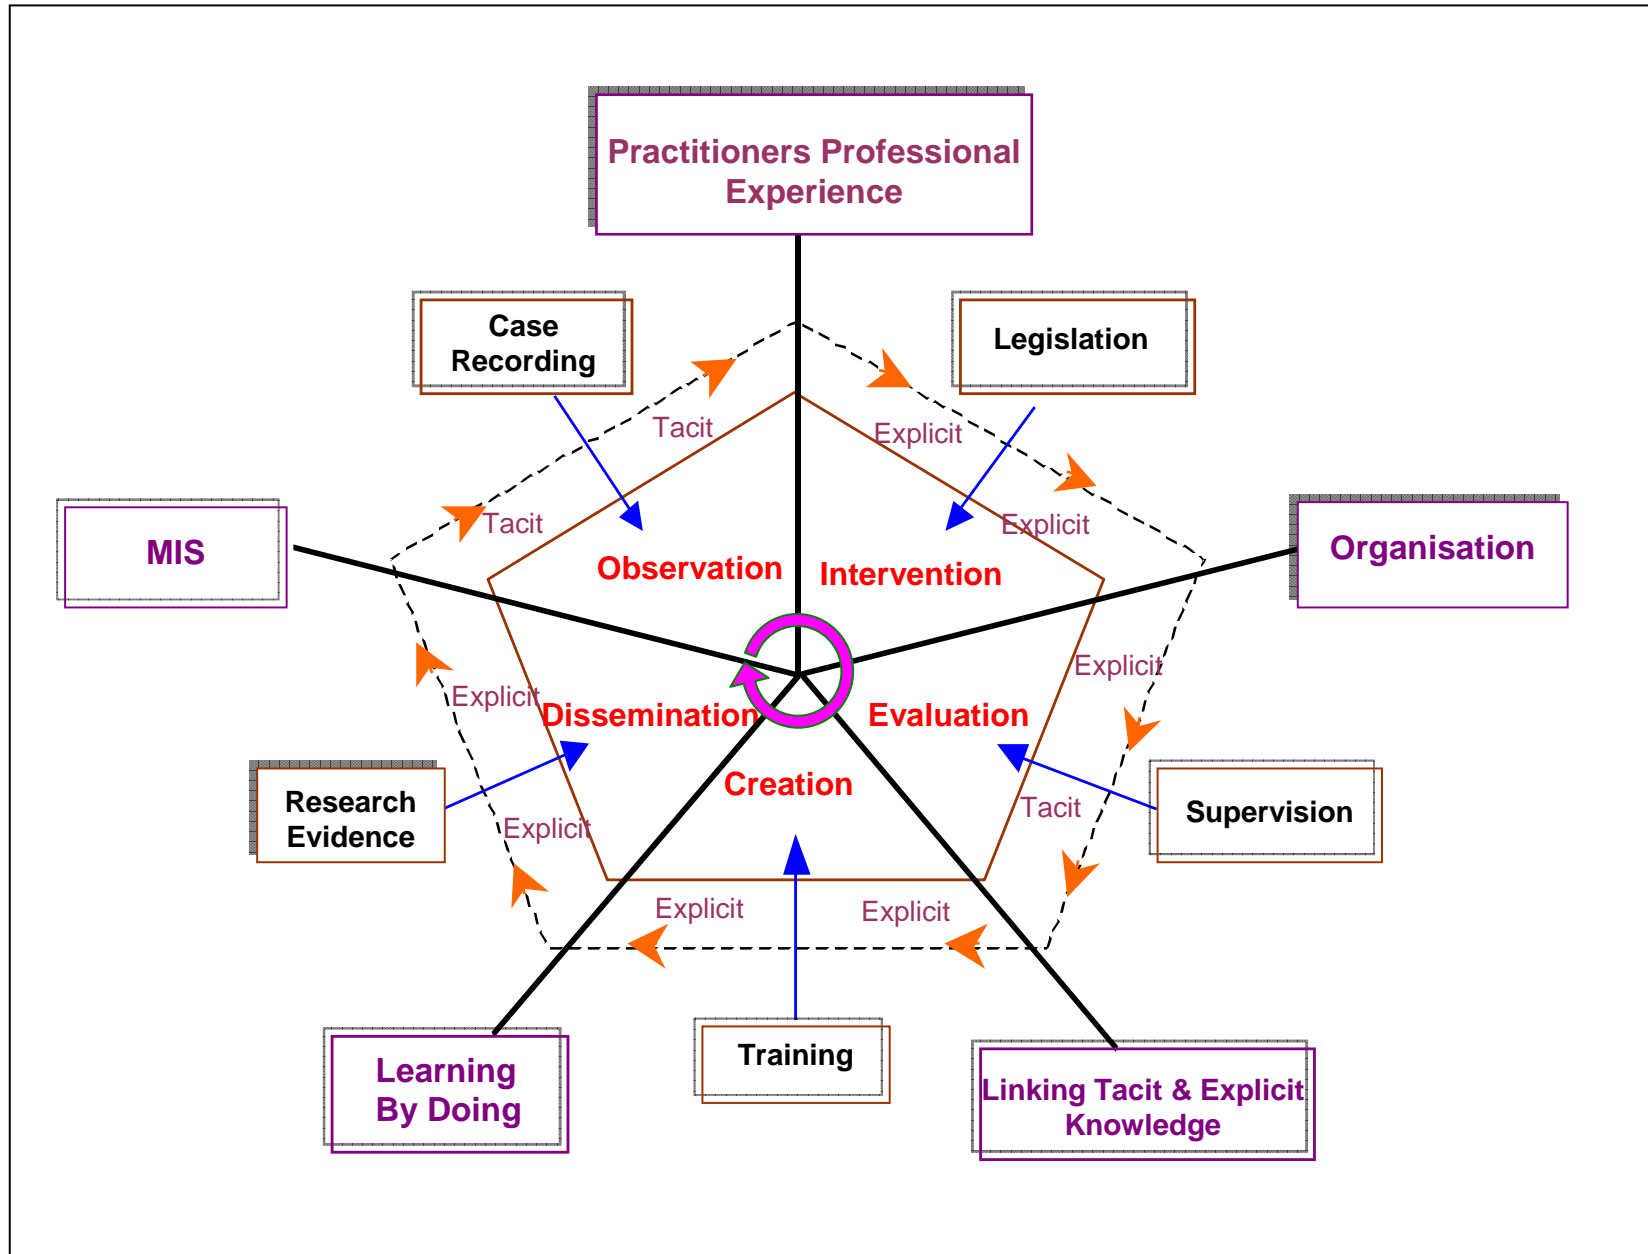 Practitioners Professional
Experience
Case
Recording
Legislation
Tacit
Explicit
Tacit
Explicit
MIS
Organisation
Observation
Intervention
Explicit
Explicit
Dissemination
Evaluation
Creation
Research
Evidence
Explicit
Tacit
Supervision
Explicit
Explicit
Training
Learning
By Doing
Linking Tacit & Explicit
Knowledge